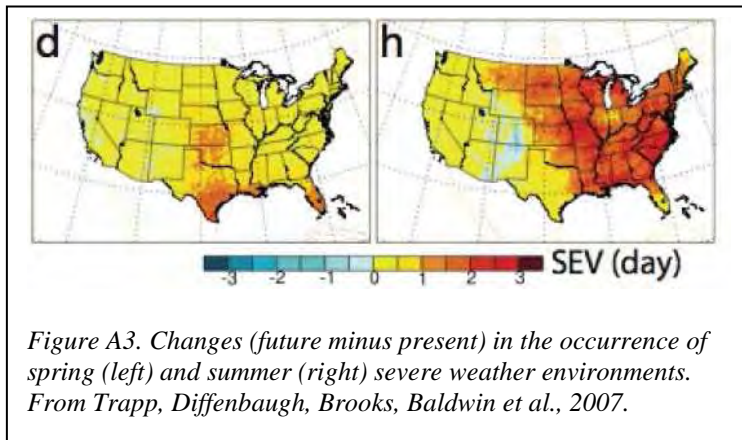 d
h
-3 -2 -1 0 1 2 3 SEV (day)
Figure A3. Changes (future minus present) in the occurrence of
spring (left) and summer (right) severe weather environments.
From Trapp, Diffenbaugh, Brooks, Baldwin et al., 2007.